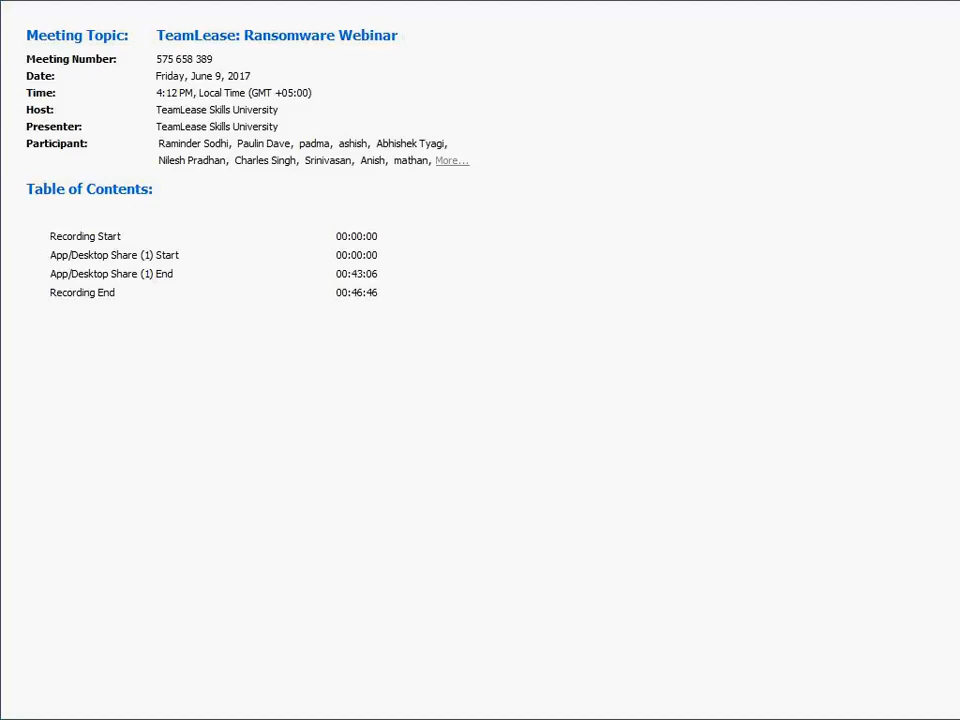 Meeting Topic: TeamLease: Ransomware Webinar
Meeting Number: 575 658 389
Date: Friday, June 9, 2017
Time: 4:12 PM, Local Time (GMT +05:00)
Host: TeamLease Skills University
Presenter: TeamLease Skills University
Participant: Raminder Sodhi, Paulin Dave, padma, ashish, Abhishek Tyagi,
Nilesh Pradhan, Charles Singh, Srinivasan, Anish, mathan, More...
Table of Contents:
Recording Start 00:00:00
App/Desktop Share (1) Start 00:00:00
App/Desktop Share (1) End 00:43:06
Recording End 00:46:46